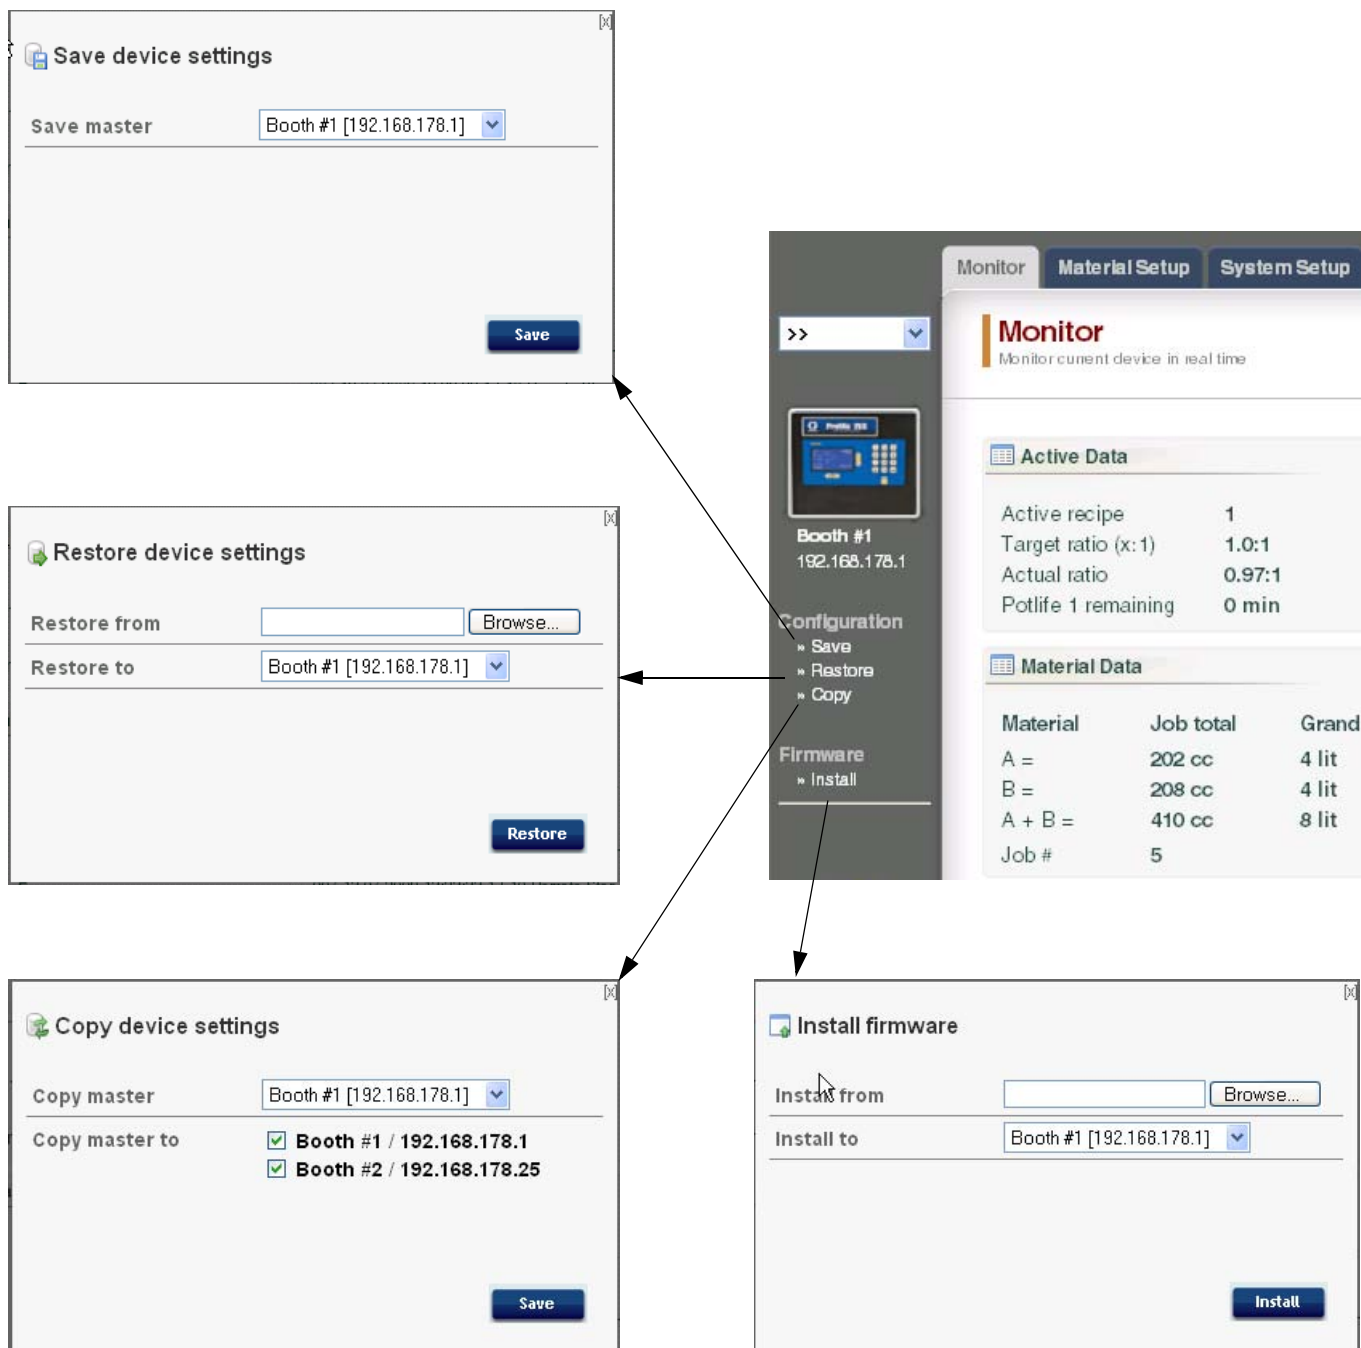 [x]
Save device settings
Save master Booth #1 [192.168.178.1]
Save
Monitor Material Setup System Setup
>>
Monitor
Monitor current device in real time
Booth #1
192.168.178.1
Configuration
» Save
» Restore
» Copy
Firmware
» Install
Active Data
Active recipe 1
Target ratio (x:1) 1.0:1
Actual ratio 0.97:1
Potlife 1 remaining 0 min
Material Data
Material Job total Grand
A = 202 cc 4 lit
B = 208 cc 4 lit
A + B = 410 cc 8 lit
Job # 5
[x]
Restore device settings
Restore from Browse...
Restore to Booth #1 [192.168.178.1]
Restore
[x]
Copy device settings
Copy master Booth #1 [192.168.178.1]
Copy master to Booth #1 / 192.168.178.1
Booth #2 / 192.168.178.25
Save
[x]
Install firmware
Install from Browse...
Install to Booth #1 [192.168.178.1]
Install